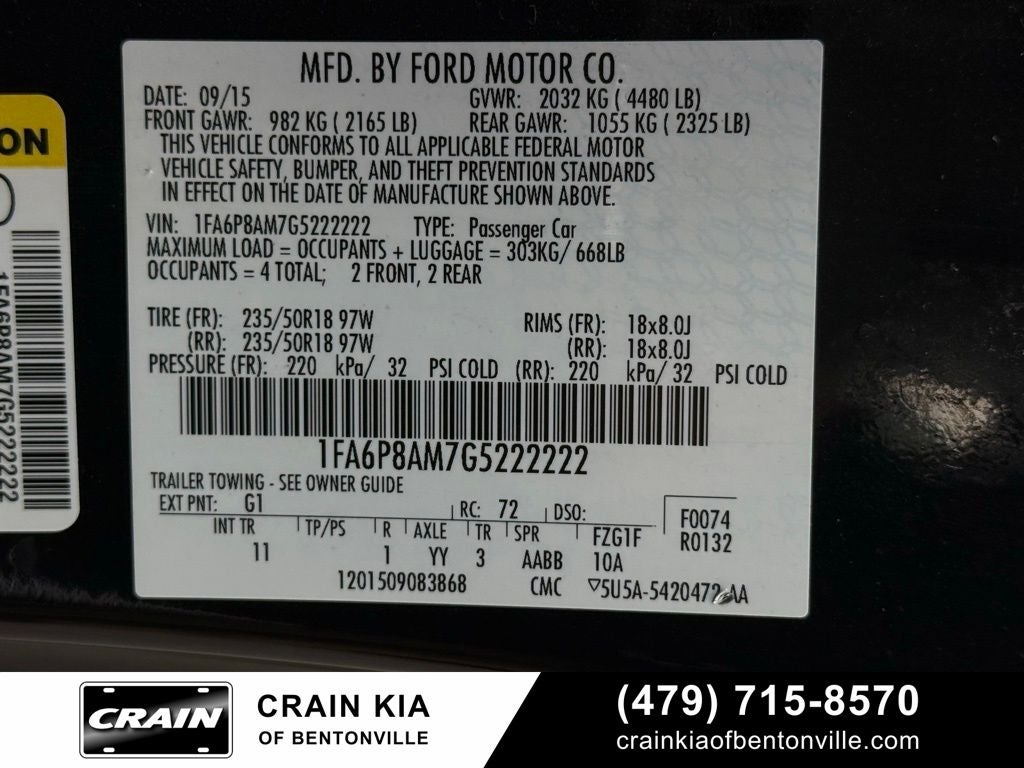 MFD. BY FORD MOTOR CO.
DATE: 09/15 GVWR: 2032 KG ( 4480 LB)
FRONT GAWR: 982 KG ( 2165 LB) REAR GAWR: 1055 KG ( 2325 LB)
THIS VEHICLE CONFORMS TO ALL APPLICABLE FEDERAL MOTOR
VEHICLE SAFETY, BUMPER, AND THEFT PREVENTION STANDARDS
IN EFFECT ON THE DATE OF MANUFACTURE SHOWN ABOVE.
VIN: 1FA6P8AM7G5222222 TYPE: Passenger Car
MAXIMUM LOAD = OCCUPANTS + LUGGAGE = 303KG/ 668LB
OCCUPANTS = 4 TOTAL; 2 FRONT, 2 REAR
TIRE (FR): 235/50R18 97W RIMS (FR): 18x8.0J
(RR): 235/50R18 97W (RR): 18x8.0J
PRESSURE (FR): 220 kPa/ 32 PSI COLD (RR): 220 kPa/ 32 PSI COLD
1FA6P8AM7G5222222
TRAILER TOWING - SEE OWNER GUIDE
EXT PNT: G1 RC: 72 DSO:
INT TR TP/PS R AXLE TR SPR FZG1F
11 1 YY 3 AABB 10A
F0074
R0132
1201509083868 CMC ▽5U5A-5420472-AA
ON
1FA6P8AM7G5222222
CRAIN
CRAIN KIA
OF BENTONVILLE
(479) 715-8570
crainkiaofbentonville.com